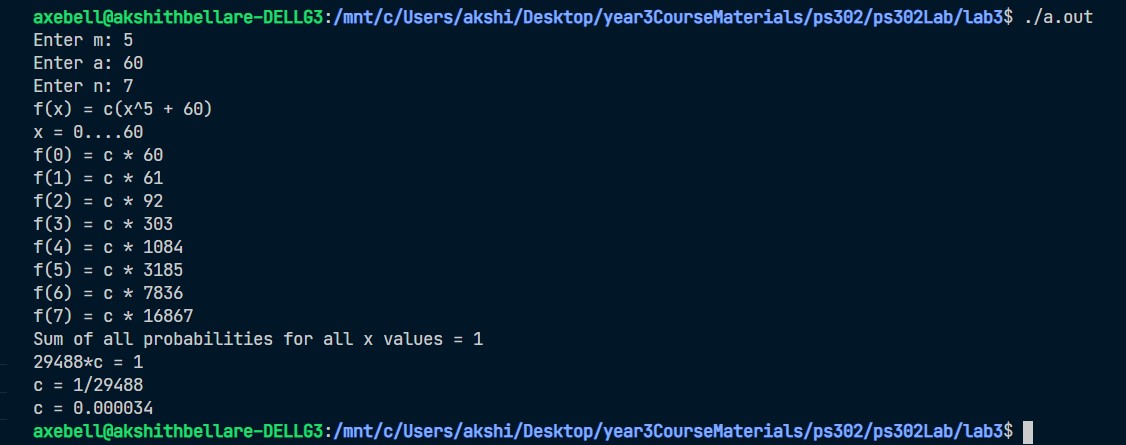 axebell@akshithbellare-DELLG3:/mnt/c/Users/akshi/Desktop/year3CourseMaterials/ps302/ps302Lab/lab3$ ./a.out
Enter m: 5
Enter a: 60
Enter n: 7
f(x) = c(x^5 + 60)
x = 0....60
f(0) = c * 60
f(1) = c * 61
f(2) = c * 92
f(3) = c * 303
f(4) = c * 1084
f(5) = c * 3185
f(6) = c * 7836
f(7) = c * 16867
Sum of all probabilities for all x values = 1
29488*c = 1
c = 1/29488
c = 0.000034
axebell@akshithbellare-DELLG3:/mnt/c/Users/akshi/Desktop/year3CourseMaterials/ps302/ps302Lab/lab3$